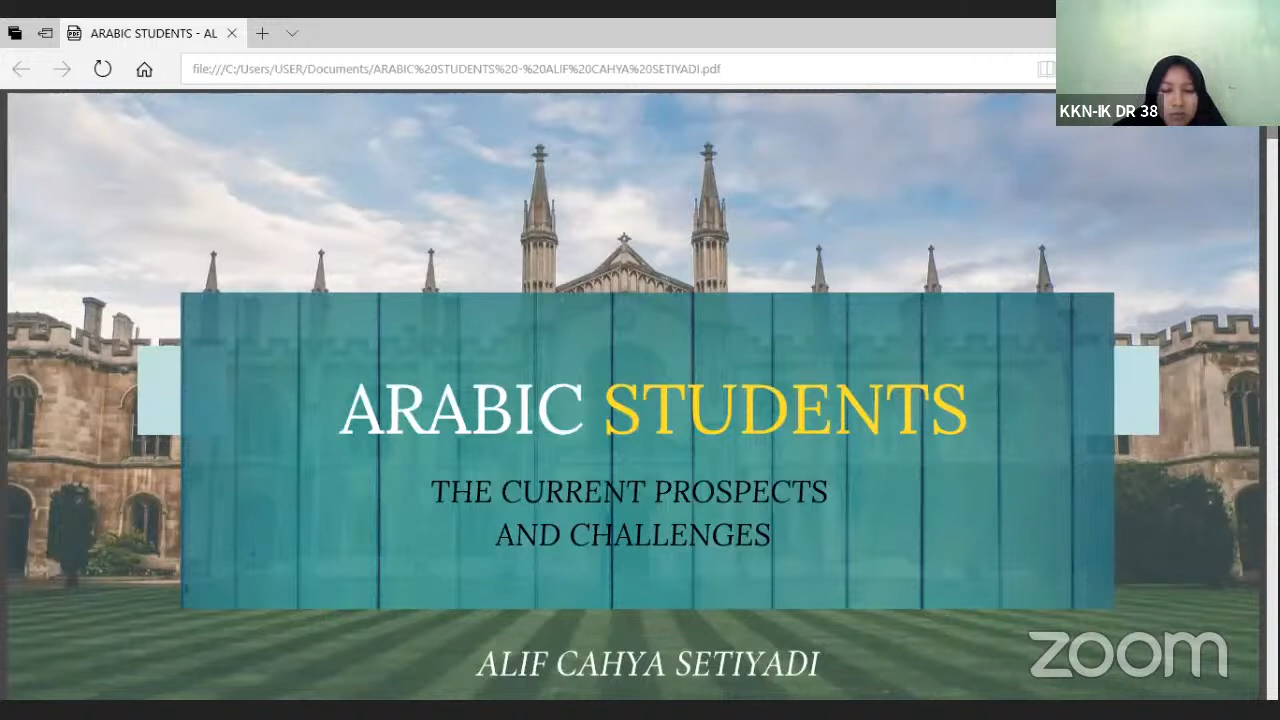 ARABIC STUDENTS - AL
file:///C:/Users/USER/Documents/ARABIC%20STUDENTS%20-%20ALIF%20CAHYA%20SETIYADI.pdf
KKN-IK DR 38
ARABIC STUDENTS
THE CURRENT PROSPECTS
AND CHALLENGES
ALIF CAHYA SETIYADI
zoom